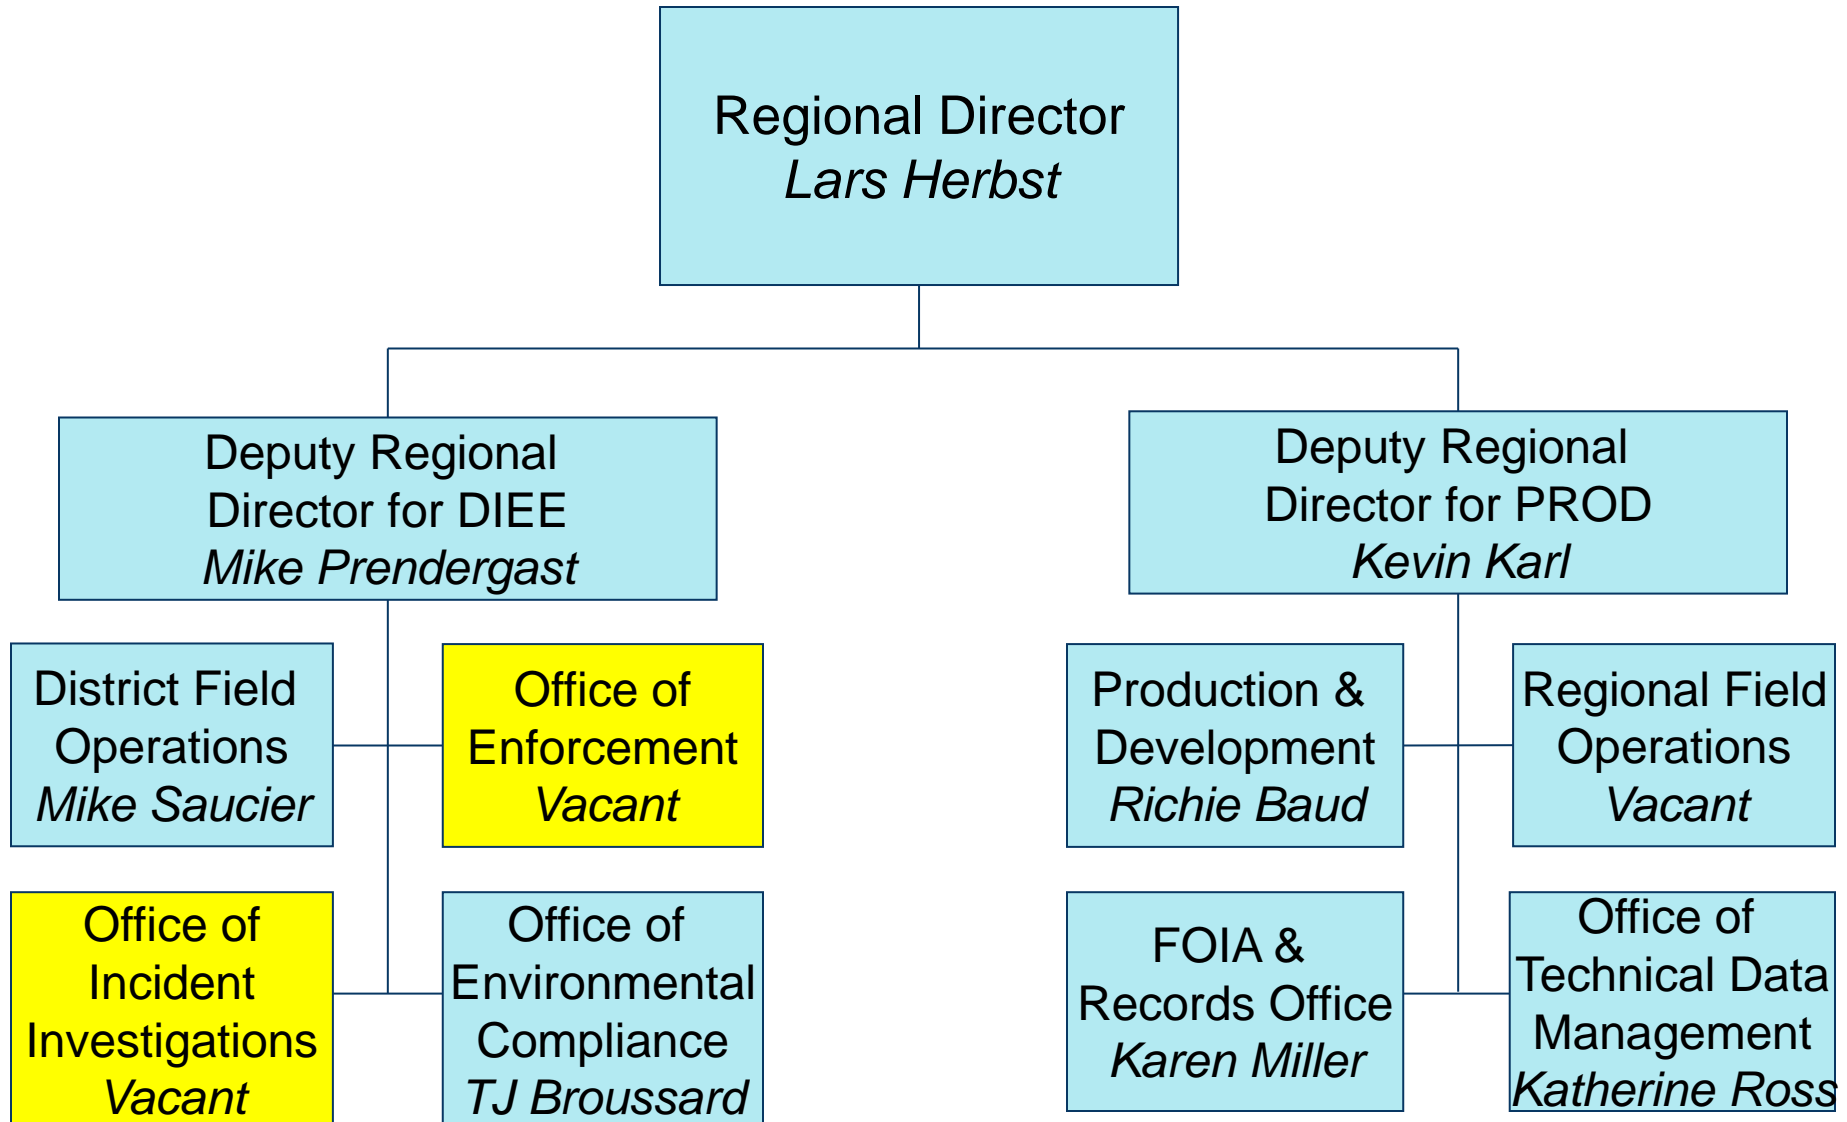 Regional Director
Lars Herbst
Deputy Regional
Director for DIEE
Mike Prendergast
Deputy Regional
Director for PROD
Kevin Karl
District Field
Operations
Mike Saucier
Office of
Enforcement
Vacant
Production &
Development
Richie Baud
Regional Field
Operations
Vacant
Office of
Incident
Investigations
Vacant
Office of
Environmental
Compliance
TJ Broussard
FOIA &
Records Office
Karen Miller
Office of
Technical Data
Management
Katherine Ross